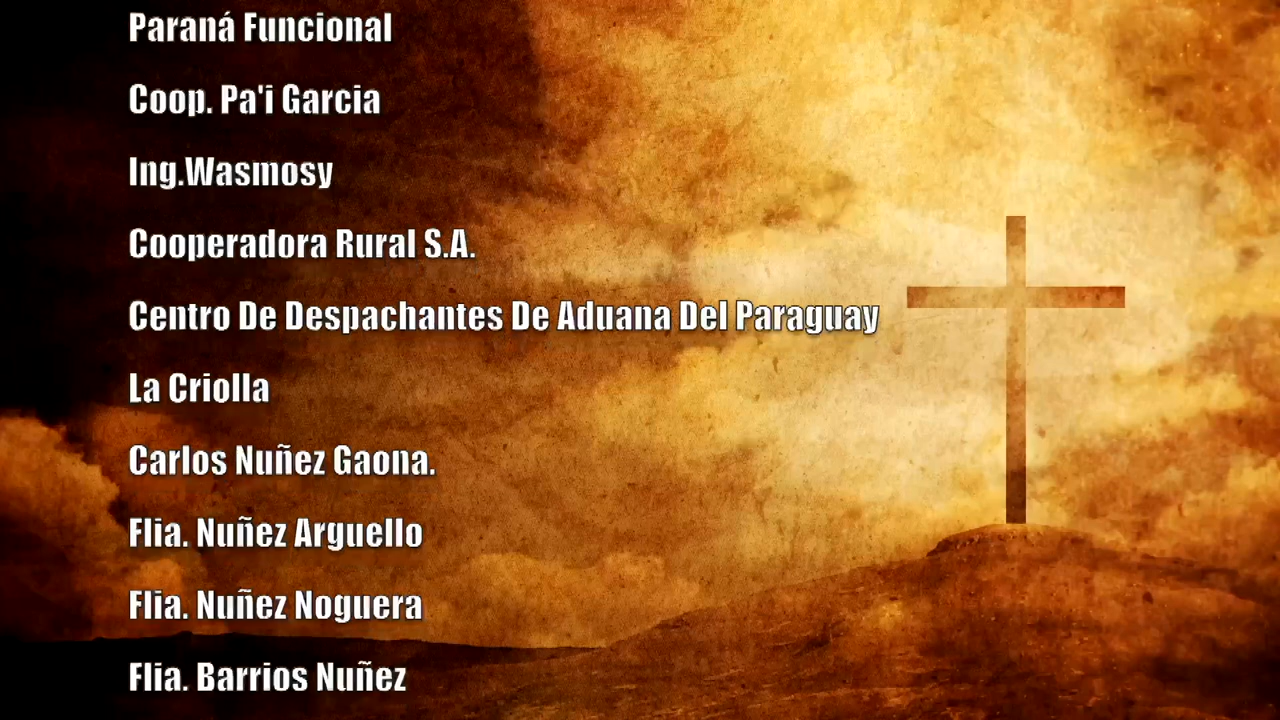 Paraná Funcional
Coop. Pa'i Garcia
Ing.Wasmosy
Cooperadora Rural S.A.
Centro De Despachantes De Aduana Del Paraguay
La Criolla
Carlos Nuñez Gaona.
Flia. Nuñez Arguello
Flia. Nuñez Noguera
Flia. Barrios Nuñez